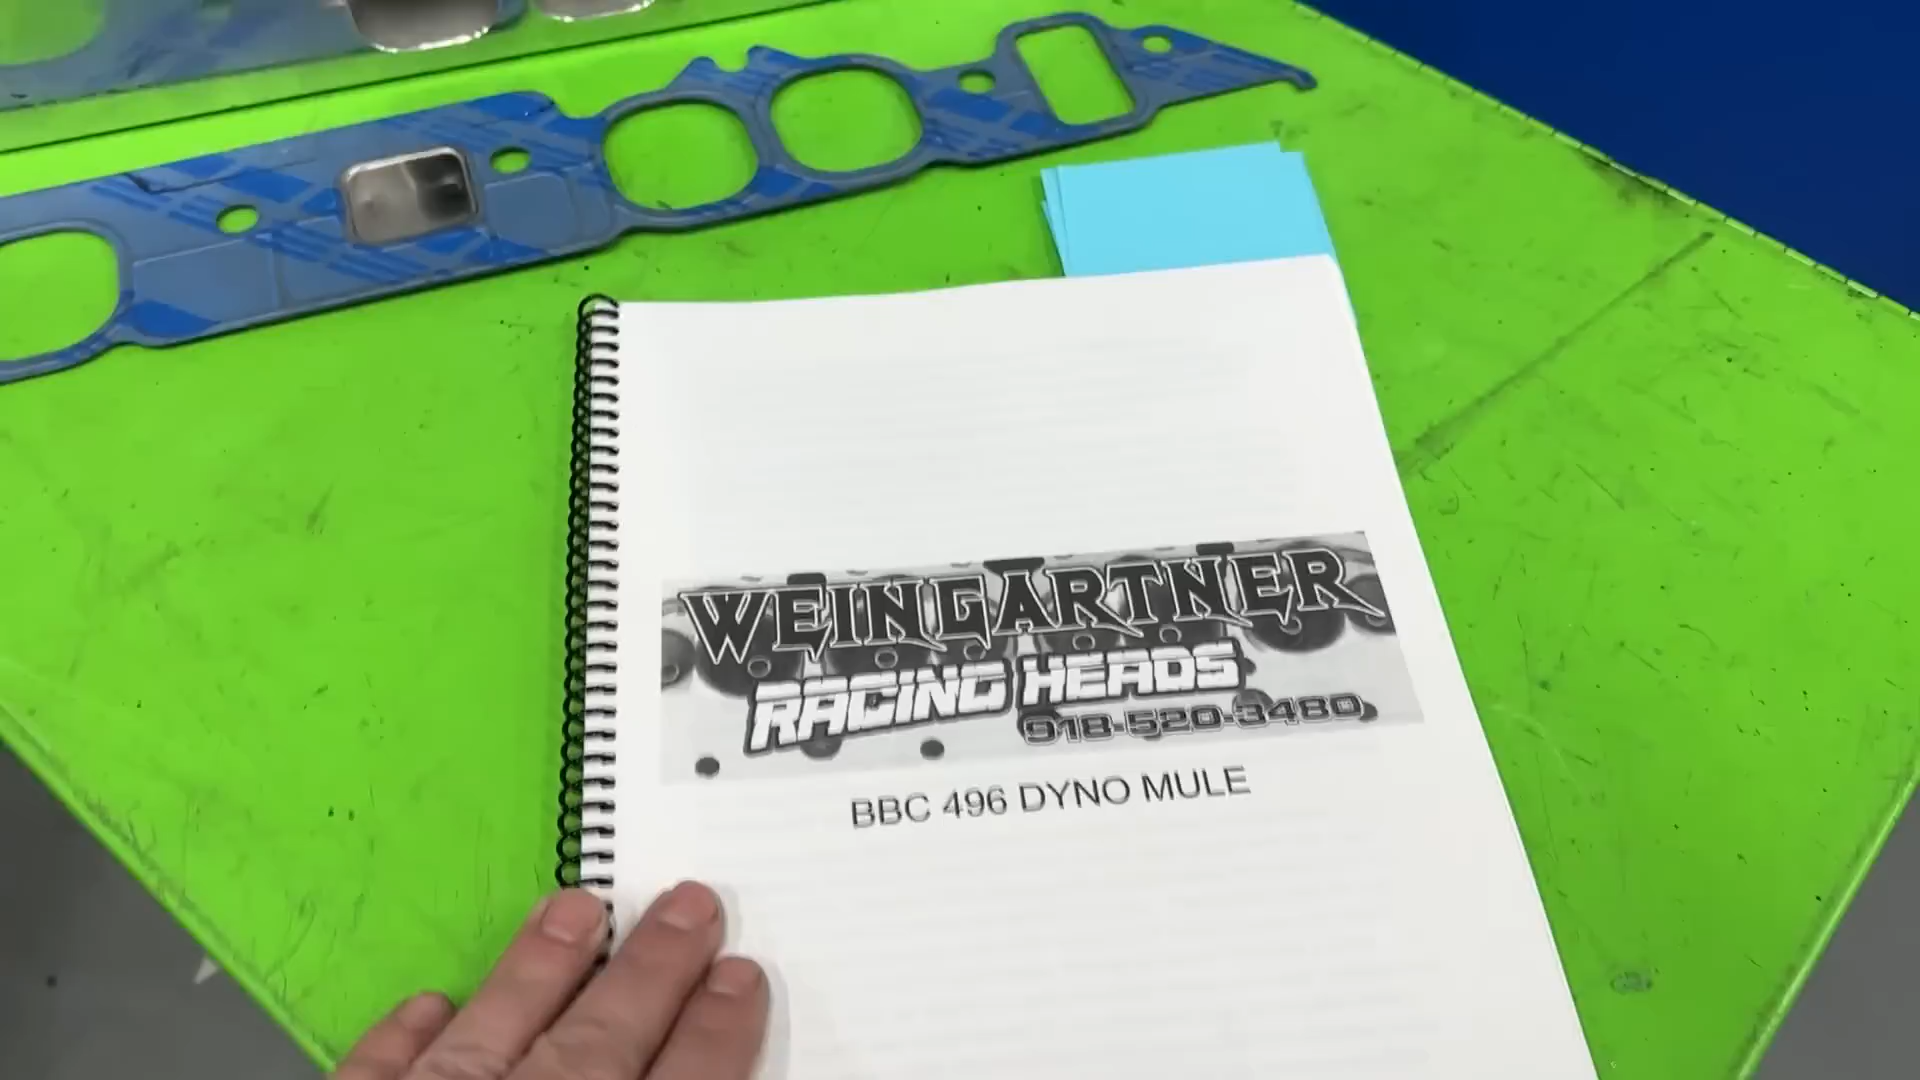 WEINGARTNER
RACING HEADS
918-520-3480
BBC 496 DYNO MULE